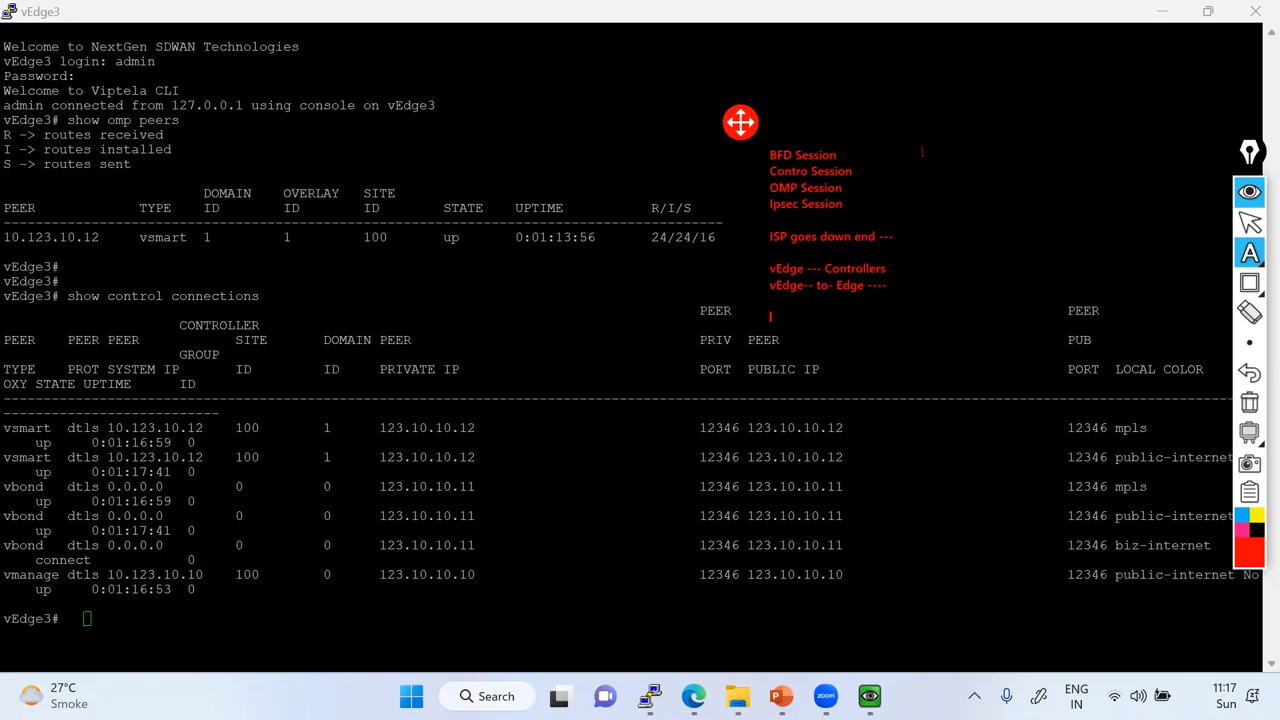 vEdge3
Welcome to NextGen SDWAN Technologies
vEdge3 login: admin
Password:
Welcome to Viptela CLI
admin connected from 127.0.0.1 using console on vEdge3
vEdge3# show omp peers
R -> routes received
I -> routes installed
S -> routes sent
DOMAIN OVERLAY SITE
PEER TYPE ID ID ID STATE UPTIME R/I/S
------------------------------------------------------------------------------------------
10.123.10.12 vsmart 1 1 100 up 0:01:13:56 24/24/16
vEdge3#
vEdge3#
vEdge3# show control connections
PEER PEER
CONTROLLER
PEER PEER PEER SITE DOMAIN PEER PRIV PEER PUB
GROUP
TYPE PROT SYSTEM IP ID ID PRIVATE IP PORT PUBLIC IP PORT LOCAL COLOR
OXY STATE UPTIME ID
----------------------------------------------------------------------------------------------------------------------------------------------------------
---------------------------
vsmart dtls 10.123.10.12 100 1 123.10.10.12 12346 123.10.10.12 12346 mpls
up 0:01:16:59 0
vsmart dtls 10.123.10.12 100 1 123.10.10.12 12346 123.10.10.12 12346 public-internet
up 0:01:17:41 0
vbond dtls 0.0.0.0 0 0 123.10.10.11 12346 123.10.10.11 12346 mpls
up 0:01:16:59 0
vbond dtls 0.0.0.0 0 0 123.10.10.11 12346 123.10.10.11 12346 public-internet
up 0:01:17:41 0
vbond dtls 0.0.0.0 0 0 123.10.10.11 12346 123.10.10.11 12346 biz-internet
connect 0
vmanage dtls 10.123.10.10 100 0 123.10.10.10 12346 123.10.10.10 12346 public-internet No
up 0:01:16:53 0
vEdge3#
BFD Session
Contro Session
OMP Session
Ipsec Session
ISP goes down end ---
vEdge --- Controllers
vEdge-- to- Edge ----
A
27°C
Smoke
Search
zoom
ENG
IN
11:17
Sun